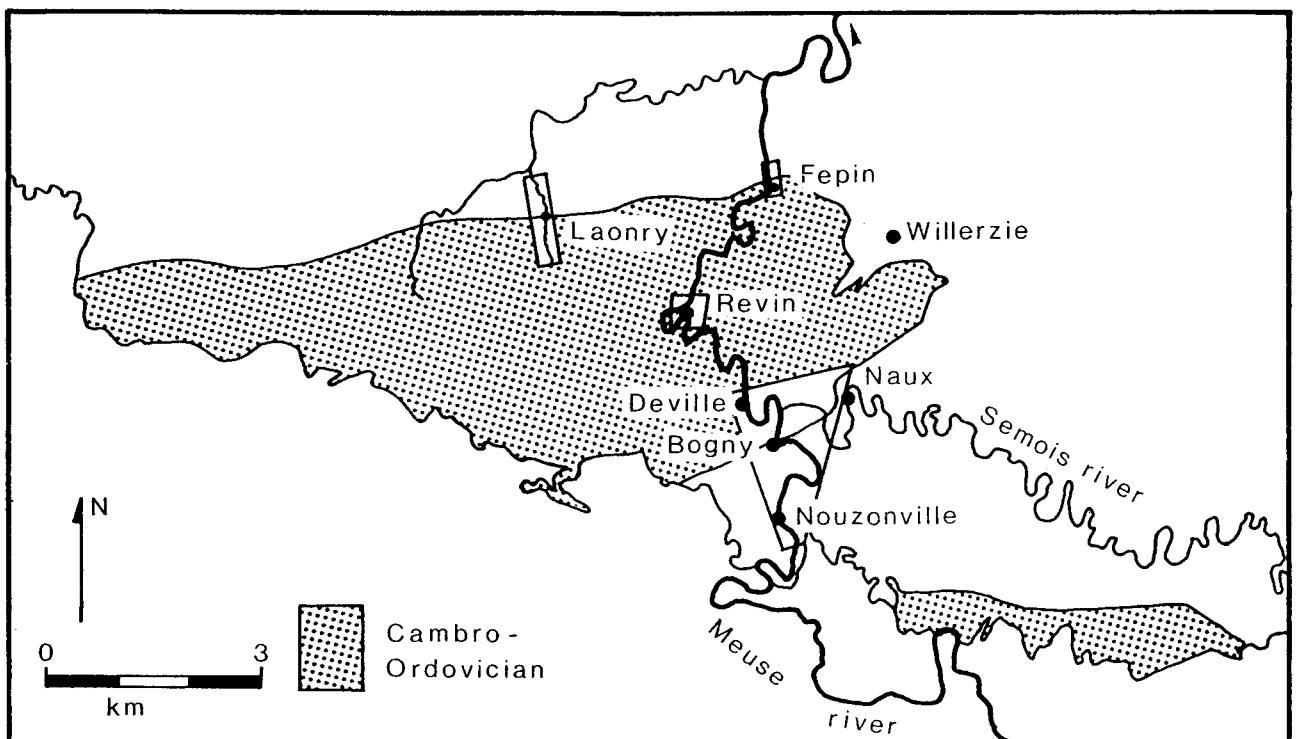 Fepin
Willerzie
Laonry
Revin
Naux
Deville
Semois river
Bogny
N
Nouzonville
Cambro-
Ordovician
0 3
km
Meuse
river